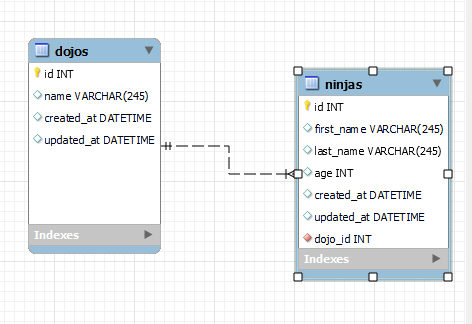 dojos
id INT
name VARCHAR(245)
created_at DATETIME
updated_at DATETIME
Indexes
ninjas
id INT
first_name VARCHAR(245)
last_name VARCHAR(245)
age INT
created_at DATETIME
updated_at DATETIME
dojo_id INT
Indexes